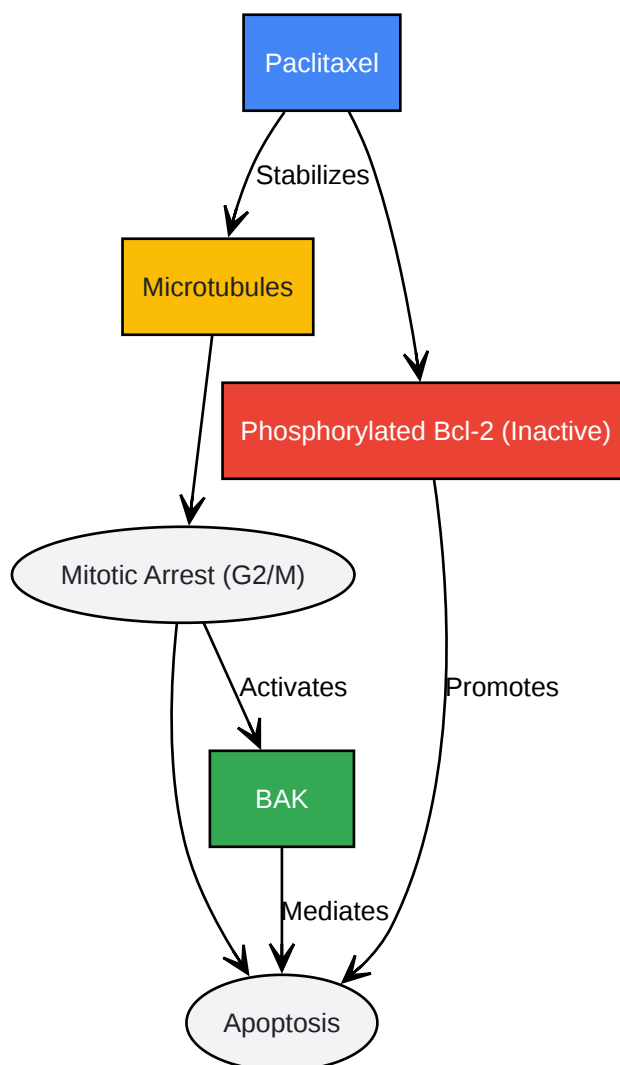 Paclitaxel
Stabilizes
Microtubules
Phosphorylated Bcl-2 (Inactive)
Mitotic Arrest (G2/M)
Activates
Promotes
BAK
Mediates
Apoptosis